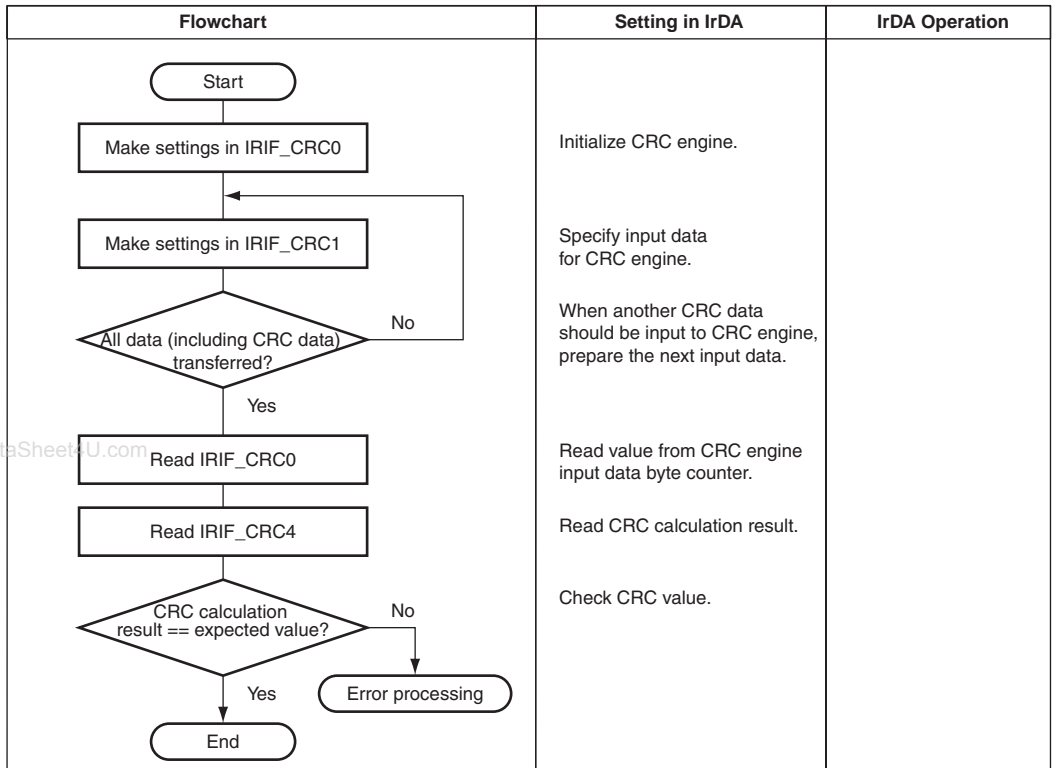 Flowchart
Setting in IrDA
IrDA Operation
Start
Make settings in IRIF_CRC0
Initialize CRC engine.
Make settings in IRIF_CRC1
Specify input data
for CRC engine.
All data (including CRC data)
transferred?
No
When another CRC data
should be input to CRC engine,
prepare the next input data.
Yes
taSheet4U.com
Read IRIF_CRC0
Read value from CRC engine
input data byte counter.
Read IRIF_CRC4
Read CRC calculation result.
CRC calculation
result == expected value?
No
Check CRC value.
Yes
Error processing
End